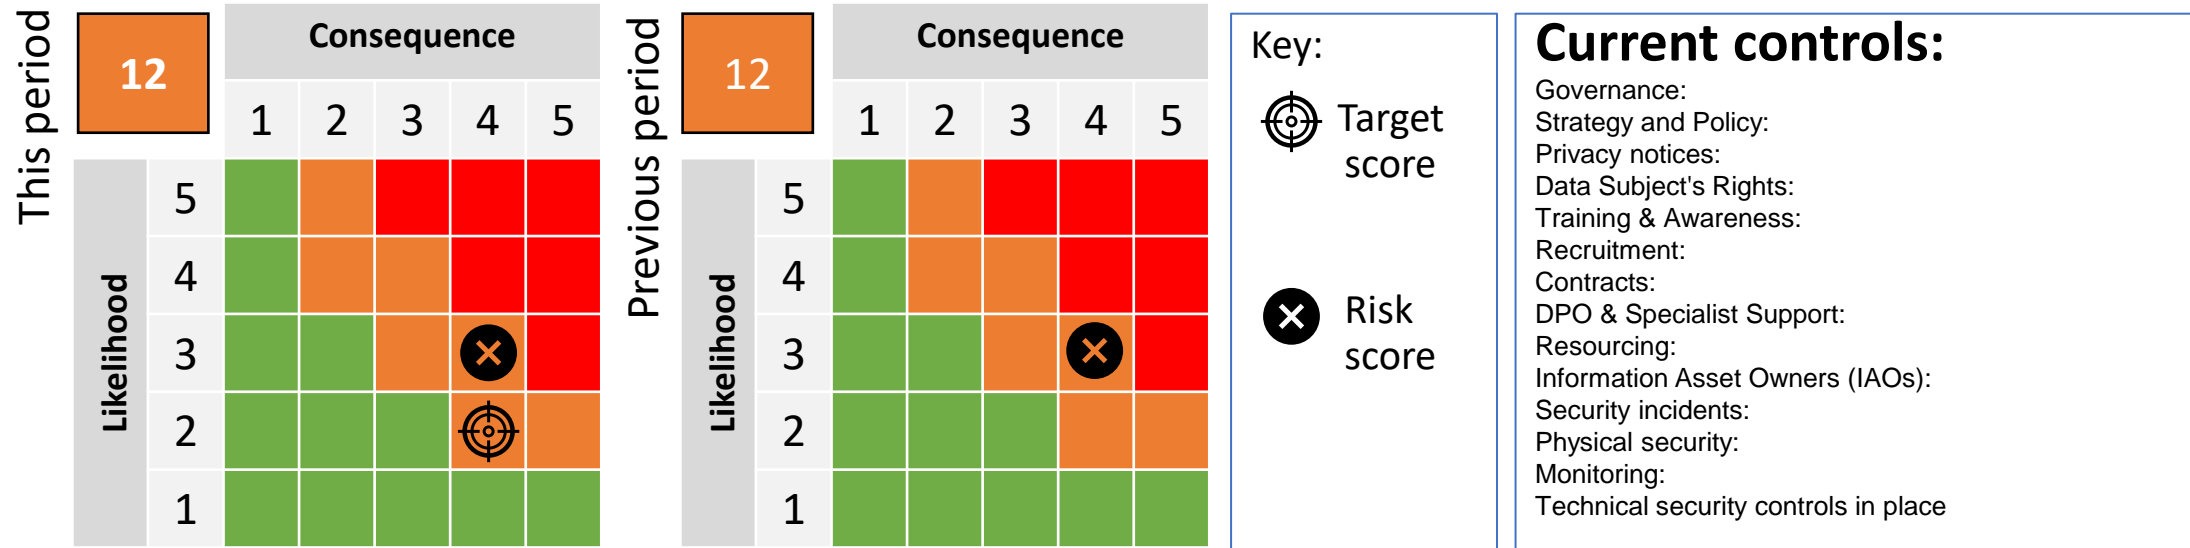 This period
12
Consequence
1 2 3 4 5
Likelihood
5
4
3
2
1
Previous period
12
Consequence
1 2 3 4 5
Likelihood
5
4
3
2
1
Key:
Target
score
Risk
score
Current controls:
Governance:
Strategy and Policy:
Privacy notices:
Data Subject's Rights:
Training & Awareness:
Recruitment:
Contracts:
DPO & Specialist Support:
Resourcing:
Information Asset Owners (IAOs):
Security incidents:
Physical security:
Monitoring:
Technical security controls in place